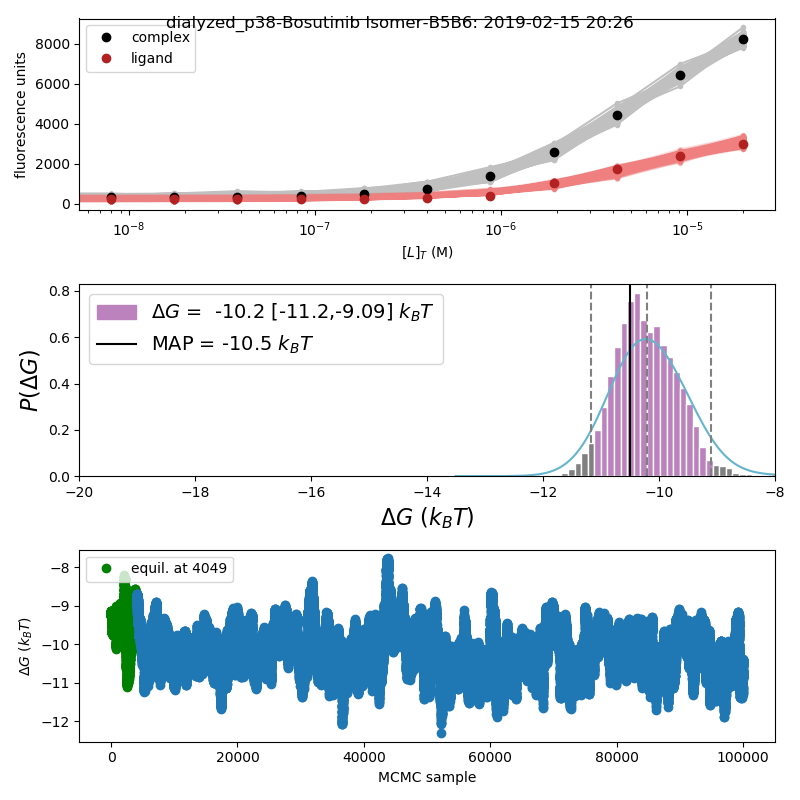 dialyzed_p38-Bosutinib Isomer-B5B6: 2019-02-15 20:26
complex
ligand
fluorescence units
8000
6000
4000
2000
0
10⁻⁸ 10⁻⁷ 10⁻⁶ 10⁻⁵
[L]_T (M)
ΔG = -10.2 [-11.2,-9.09] k_BT
MAP = -10.5 k_BT
P(ΔG)
0.8
0.6
0.4
0.2
0.0
−20 −18 −16 −14 −12 −10 −8
ΔG (k_BT)
equil. at 4049
ΔG (k_BT)
−8
−9
−10
−11
−12
0 20000 40000 60000 80000 100000
MCMC sample